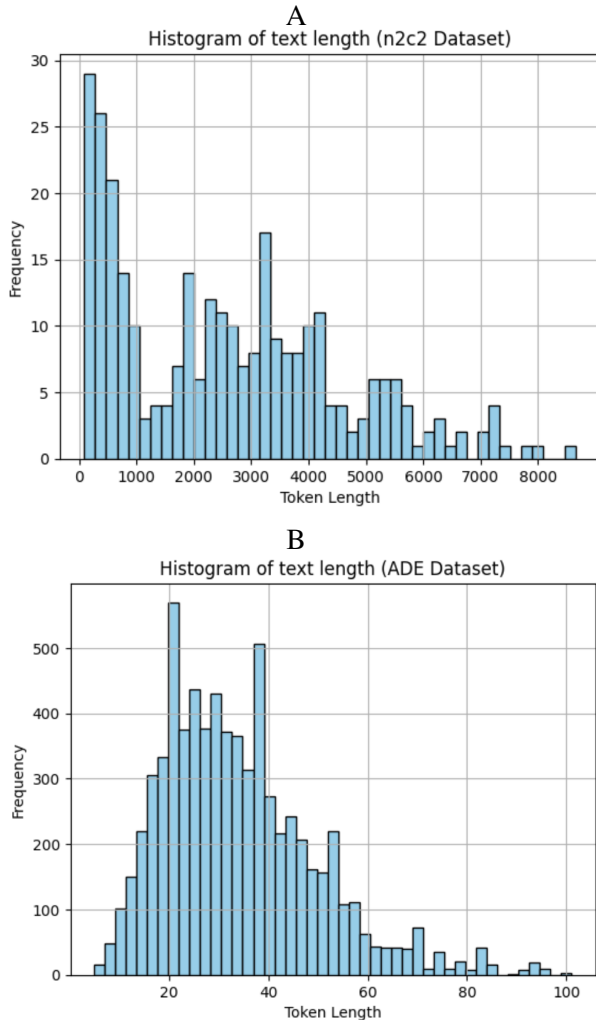 A
Histogram of text length (n2c2 Dataset)
30
25
20
15
10
5
0
Frequency
0 1000 2000 3000 4000 5000 6000 7000 8000
Token Length
B
Histogram of text length (ADE Dataset)
500
400
300
200
100
0
Frequency
20 40 60 80 100
Token Length